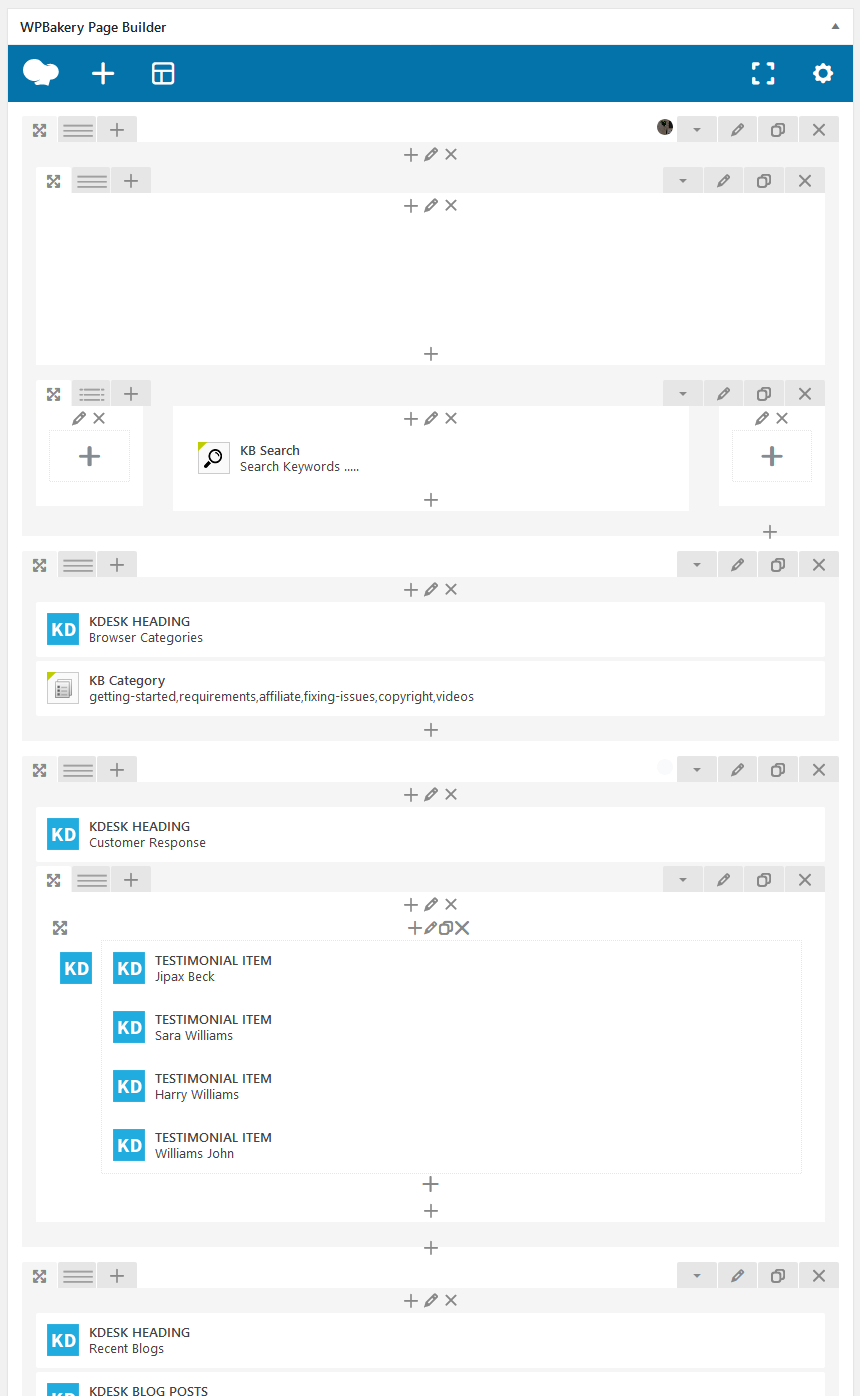 WPBakery Page Builder
KB Search
Search Keywords .....
KD
KDESK HEADING
Browser Categories
KB Category
getting-started,requirements,affiliate,fixing-issues,copyright,videos
KD
KDESK HEADING
Customer Response
KD
KD
TESTIMONIAL ITEM
Jipax Beck
KD
TESTIMONIAL ITEM
Sara Williams
KD
TESTIMONIAL ITEM
Harry Williams
KD
TESTIMONIAL ITEM
Williams John
KD
KDESK HEADING
Recent Blogs
KD
KDESK BLOG POSTS